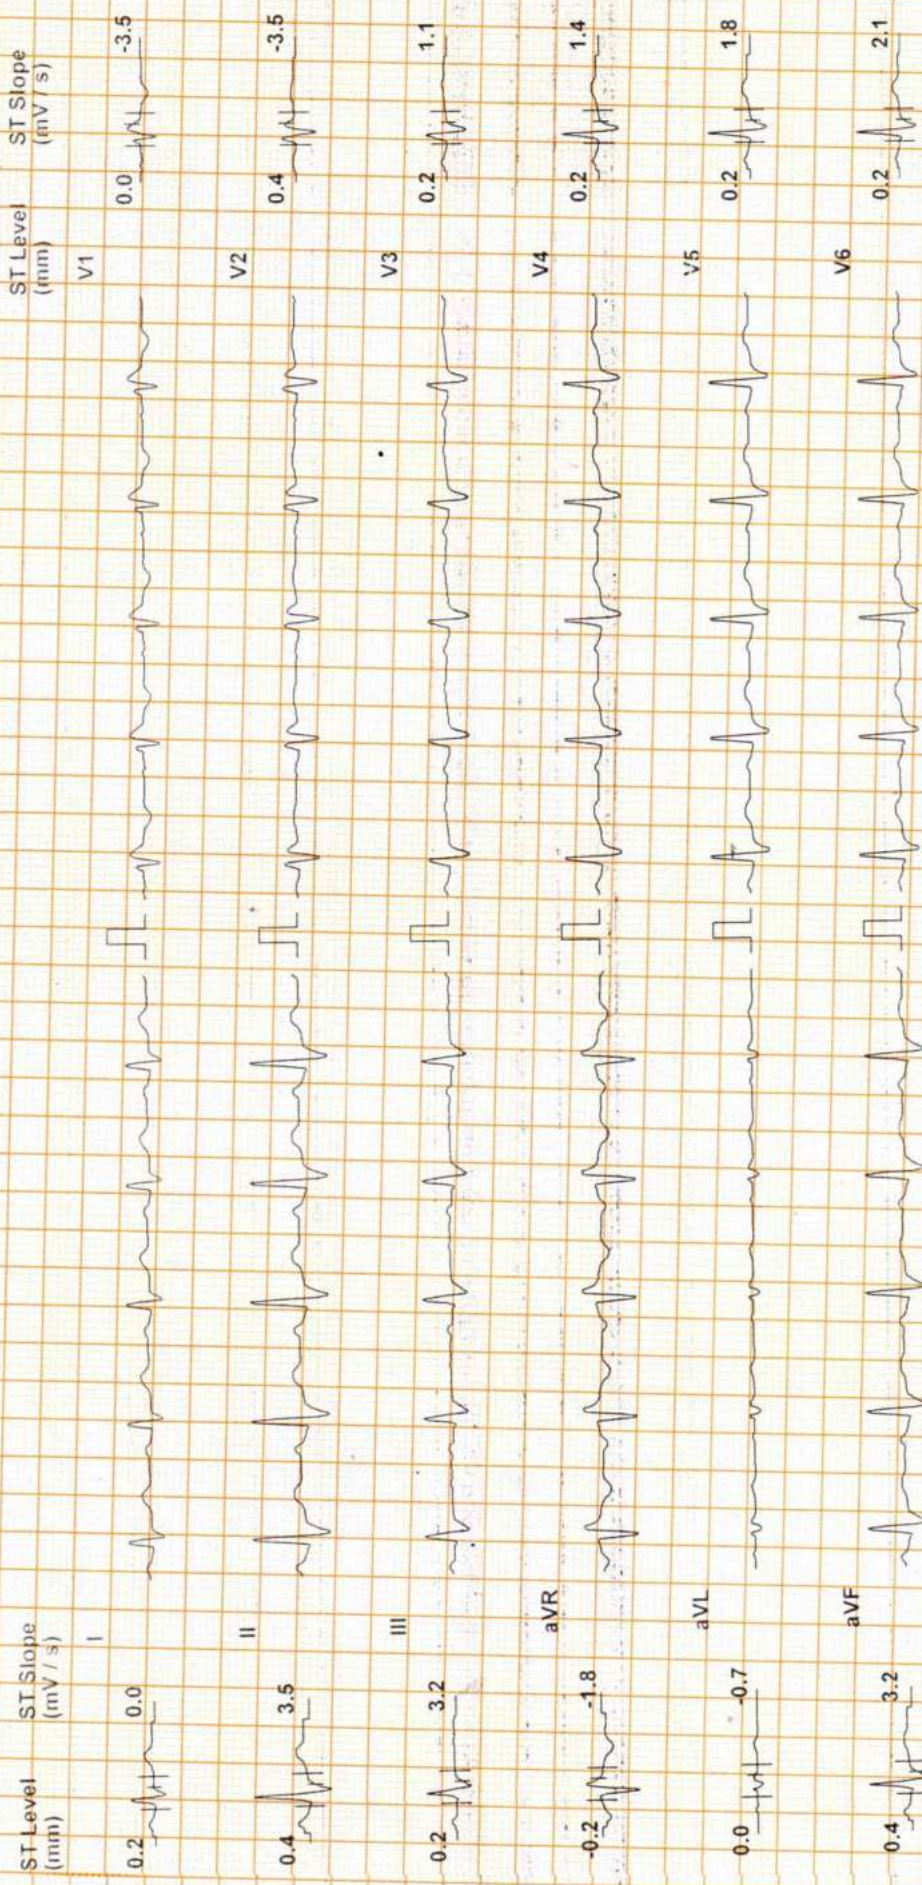 ST Level ST Slope
(mm) (mV / s)
I
0.2 0.0
II
0.4 3.5
III
0.2 3.2
aVR
-0.2 -1.8
aVL
0.0 -0.7
aVF
0.4 3.2
ST Level ST Slope
(mm) (mV / s)
V1
0.0 -3.5
V2
0.4 -3.5
V3
0.2 1.1
V4
0.2 1.4
V5
0.2 1.8
V6
0.2 2.1